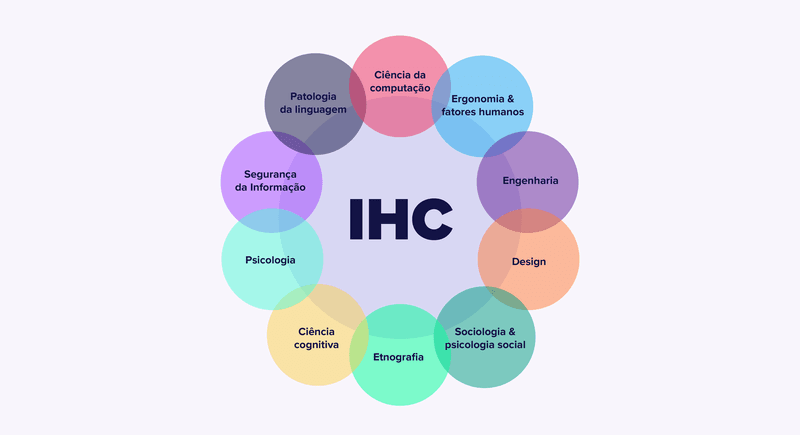 Ciência da
computação
Ergonomia &
fatores humanos
Engenharia
Design
Sociologia &
psicologia social
Etnografia
Ciência
cognitiva
Psicologia
Segurança
da Informação
Patologia
da linguagem
IHC